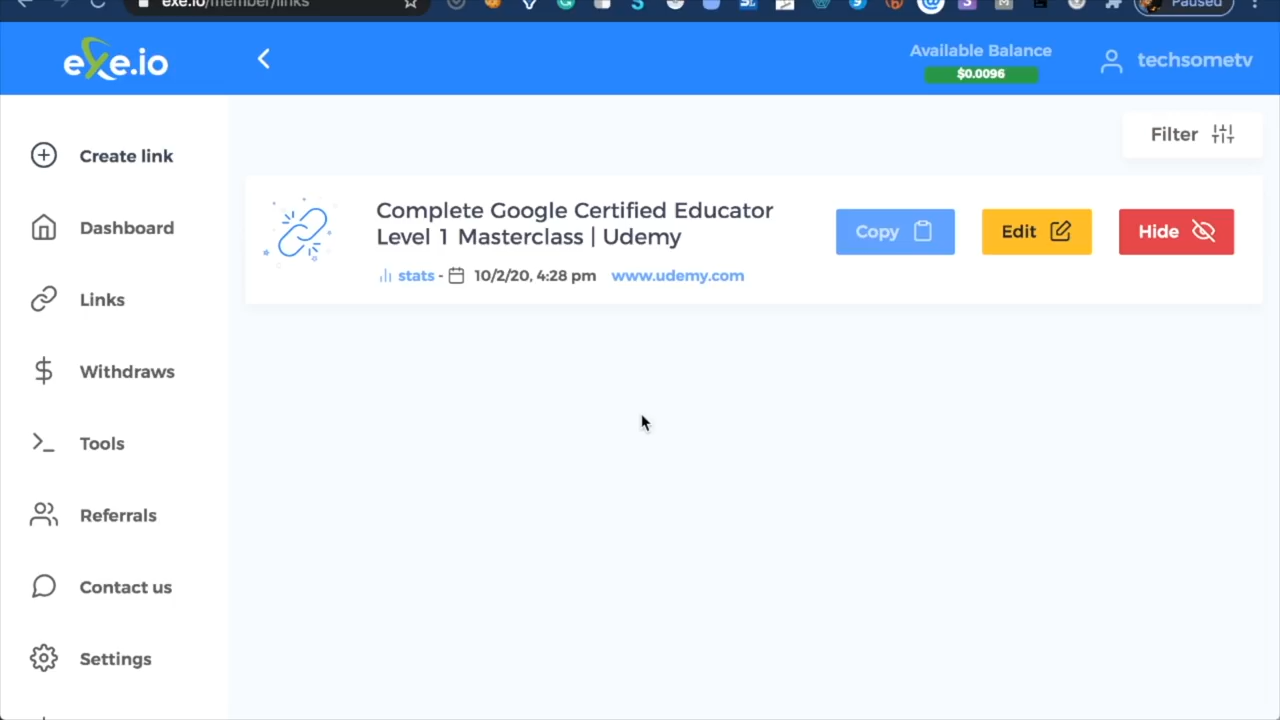 exe.io/member/links
Paused
exe.io
Available Balance
$0.0096
techsometv
Filter
Create link
Dashboard
Links
Withdraws
Tools
Referrals
Contact us
Settings
Complete Google Certified Educator
Level 1 Masterclass | Udemy
stats - 10/2/20, 4:28 pm www.udemy.com
Copy
Edit
Hide